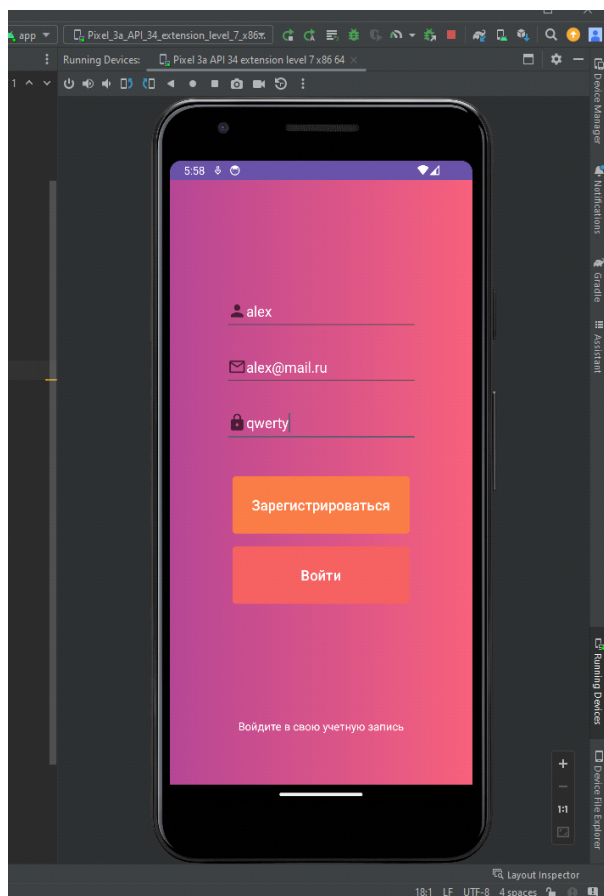 app
Pixel_3a_API_34_extension_level_7_x86
Running Devices:
Pixel 3a API 34 extension level 7 x86 64
1
5:58
alex
alex@mail.ru
qwerty
Зарегистрироваться
Войти
Войдите в свою учетную запись
1:1
Device Manager
Notifications
Gradle
Assistant
Running Devices
Device File Explorer
Layout Inspector
18:1 LF UTF-8 4 spaces